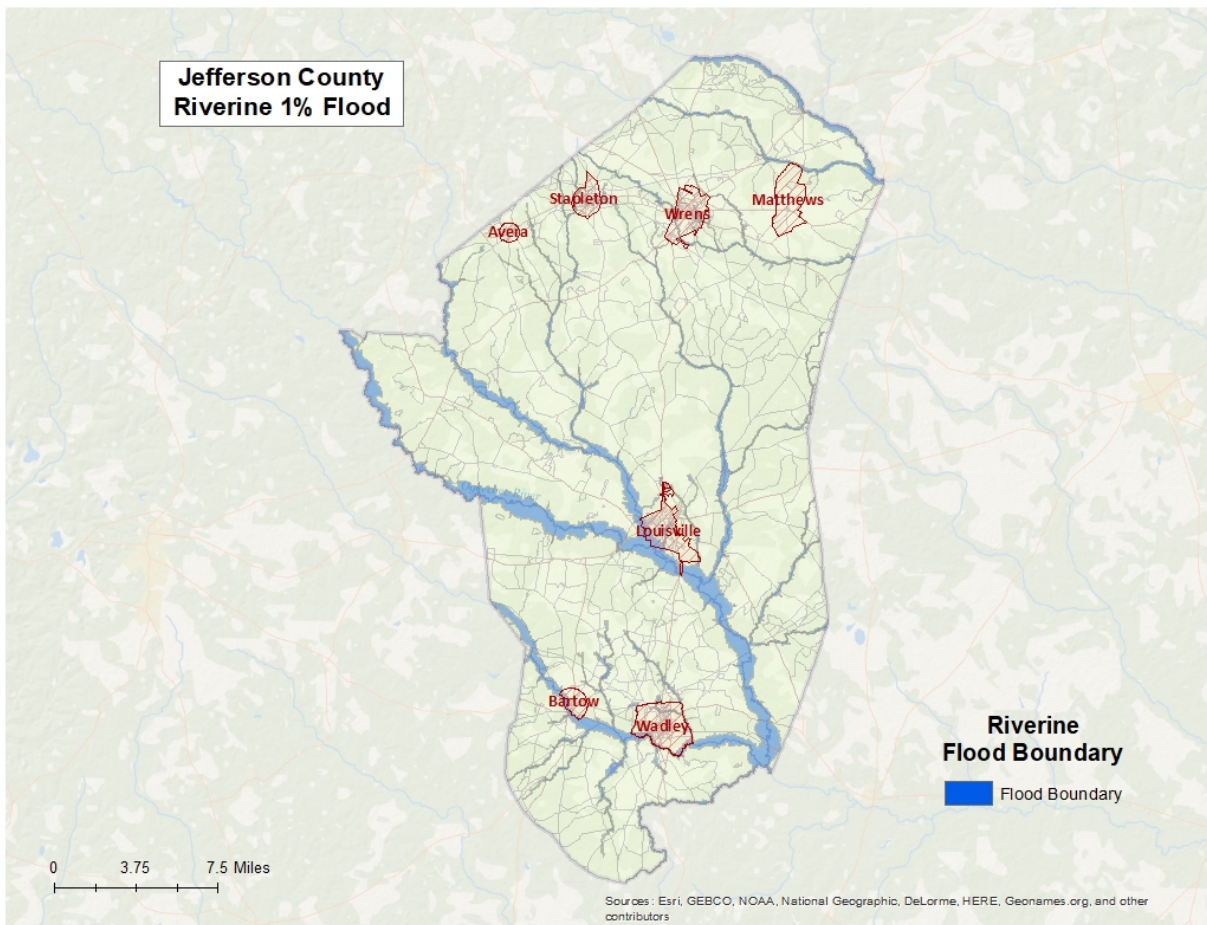 Jefferson County
Riverine 1% Flood
Stapleton
Wrens
Matthews
Avera
Louisville
Bartow
Wadley
Riverine
Flood Boundary
Flood Boundary
0 3.75 7.5 Miles
Sources: Esri, GEBCO, NOAA, National Geographic, DeLorme, HERE, Geonames.org, and other
contributors